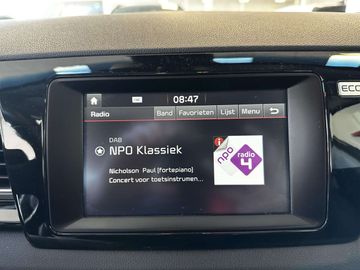 08:47
Radio Band Favorieten Lijst Menu
DAB
NPO Klassiek
Nicholson Paul (fortepiano)
Concert voor toetsinstrumen...
npo radio 4
ECO